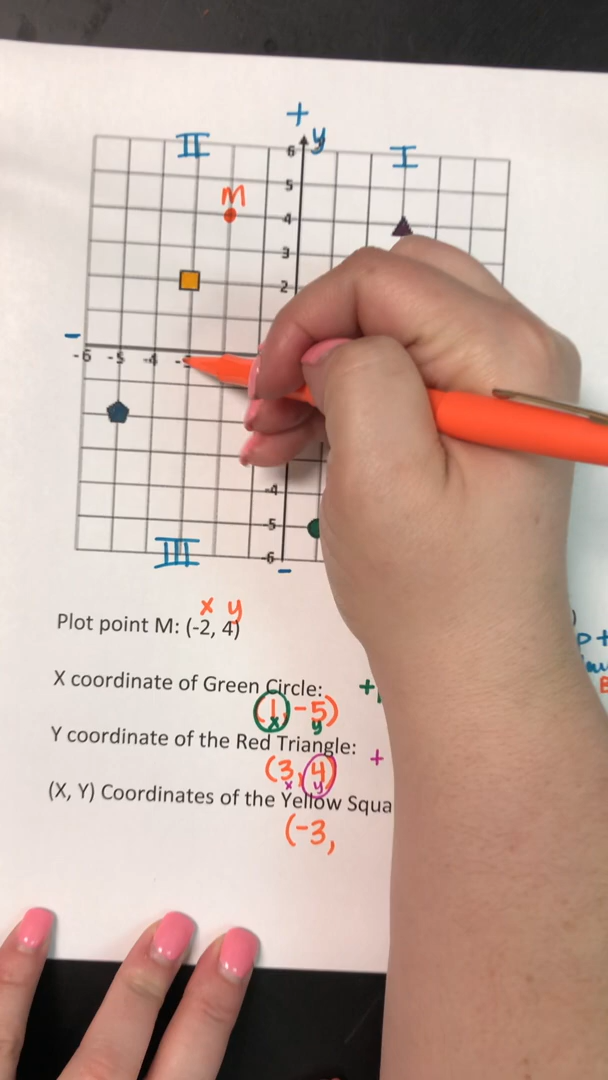 +
II
y
I
6
5
M
4
3
2
-
-6 -5 -4
-4
-5
III
-6
-
x y
Plot point M: (-2, 4)
X coordinate of Green Circle: +
(1, -5)
x y
Y coordinate of the Red Triangle: +
(3, 4)
x y
(X, Y) Coordinates of the Yellow Squa
(-3,